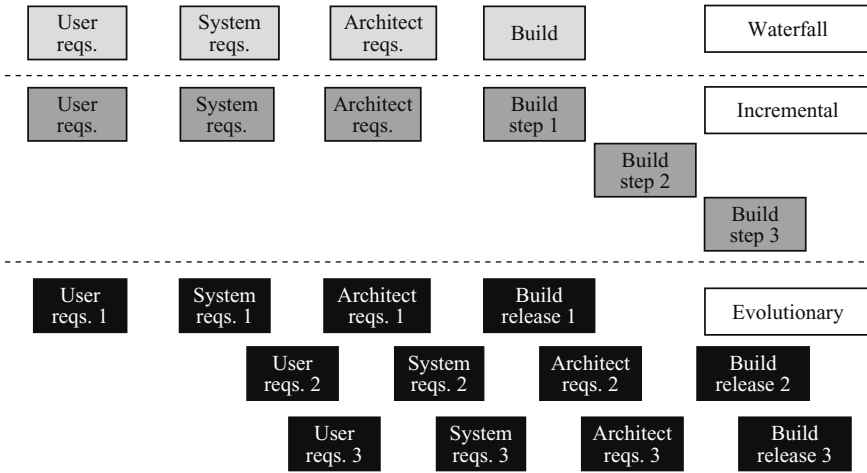 User System Architect Build Waterfall
reqs. reqs. reqs.
User System Architect Build Incremental
reqs. reqs. reqs. step 1
Build
step 2
Build
step 3
User System Architect Build Evolutionary
reqs. 1 reqs. 1 reqs. 1 release 1
User System Architect Build
reqs. 2 reqs. 2 reqs. 2 release 2
User System Architect Build
reqs. 3 reqs. 3 reqs. 3 release 3